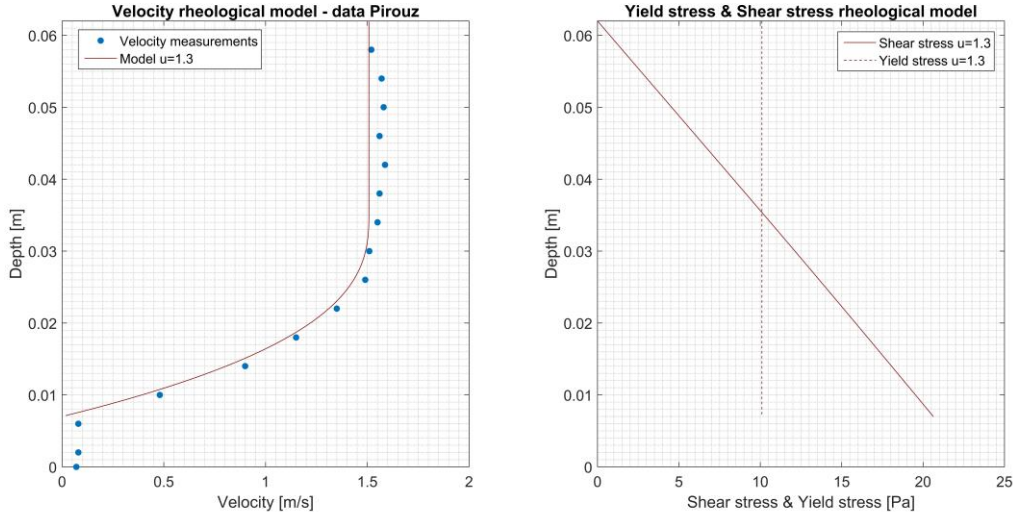 Velocity rheological model - data Pirouz
Velocity measurements
Model u=1.3
0.06
0.05
0.04
0.03
0.02
0.01
0
Depth [m]
0
0.5
1
1.5
2
Velocity [m/s]
Yield stress & Shear stress rheological model
Shear stress u=1.3
Yield stress u=1.3
0.06
0.05
0.04
0.03
0.02
0.01
0
Depth [m]
0
5
10
15
20
25
Shear stress & Yield stress [Pa]